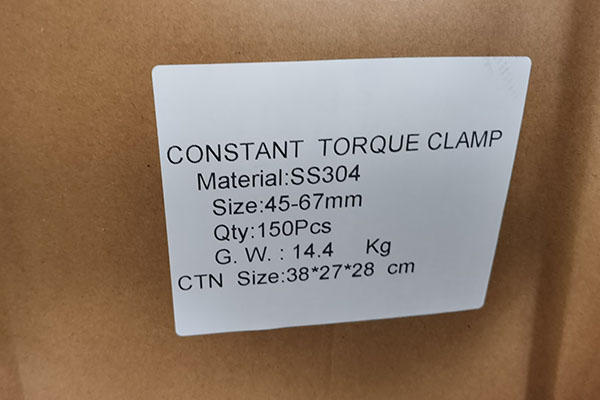 CONSTANT TORQUE CLAMP
Material:SS304
Size:45-67mm
Qty:150Pcs
G. W. : 14.4 Kg
CTN Size:38*27*28 cm